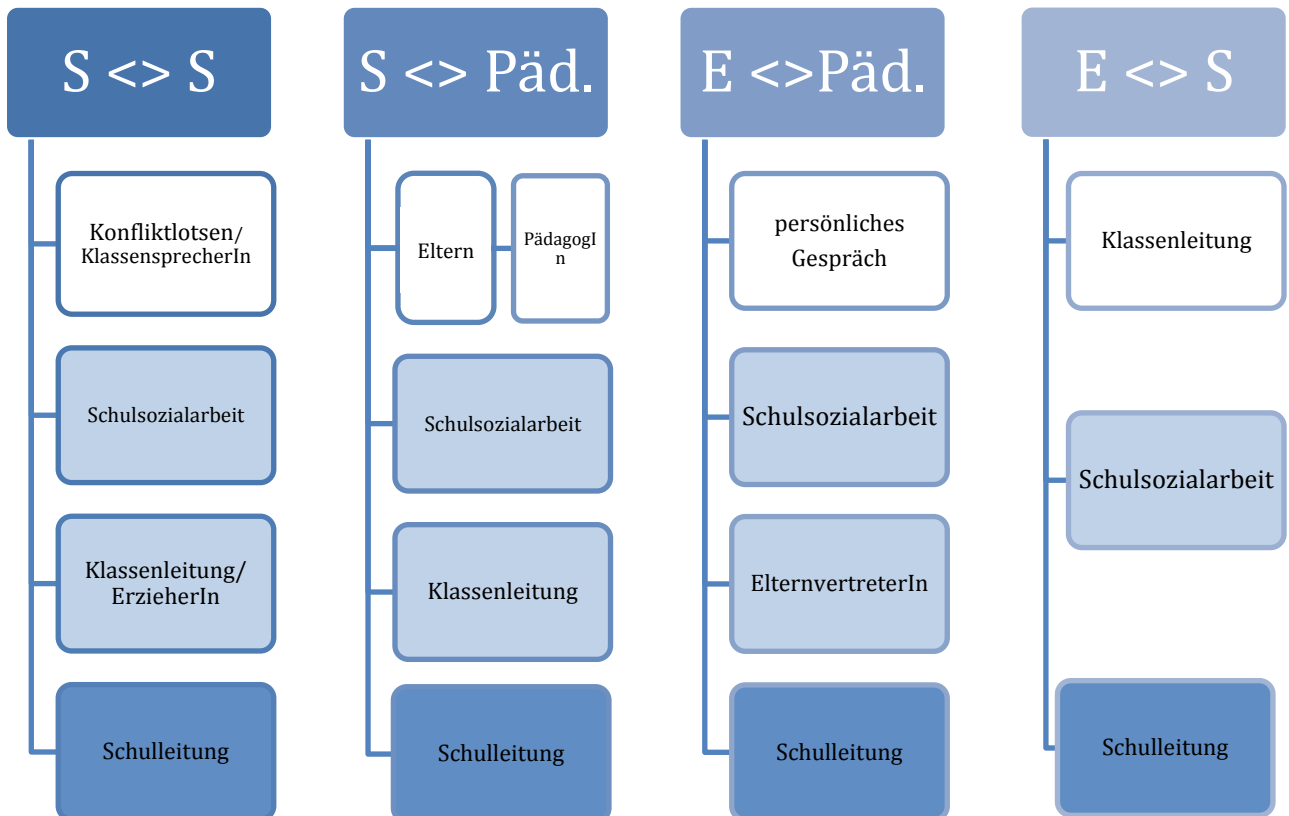 S <> S
Konfliktlotsen/
KlassensprecherIn
Schulsozialarbeit
Klassenleitung/
ErzieherIn
Schulleitung
S <> Päd.
Eltern
PädagogI
n
Schulsozialarbeit
Klassenleitung
Schulleitung
E <>Päd.
persönliches
Gespräch
Schulsozialarbeit
ElternvertreterIn
Schulleitung
E <> S
Klassenleitung
Schulsozialarbeit
Schulleitung